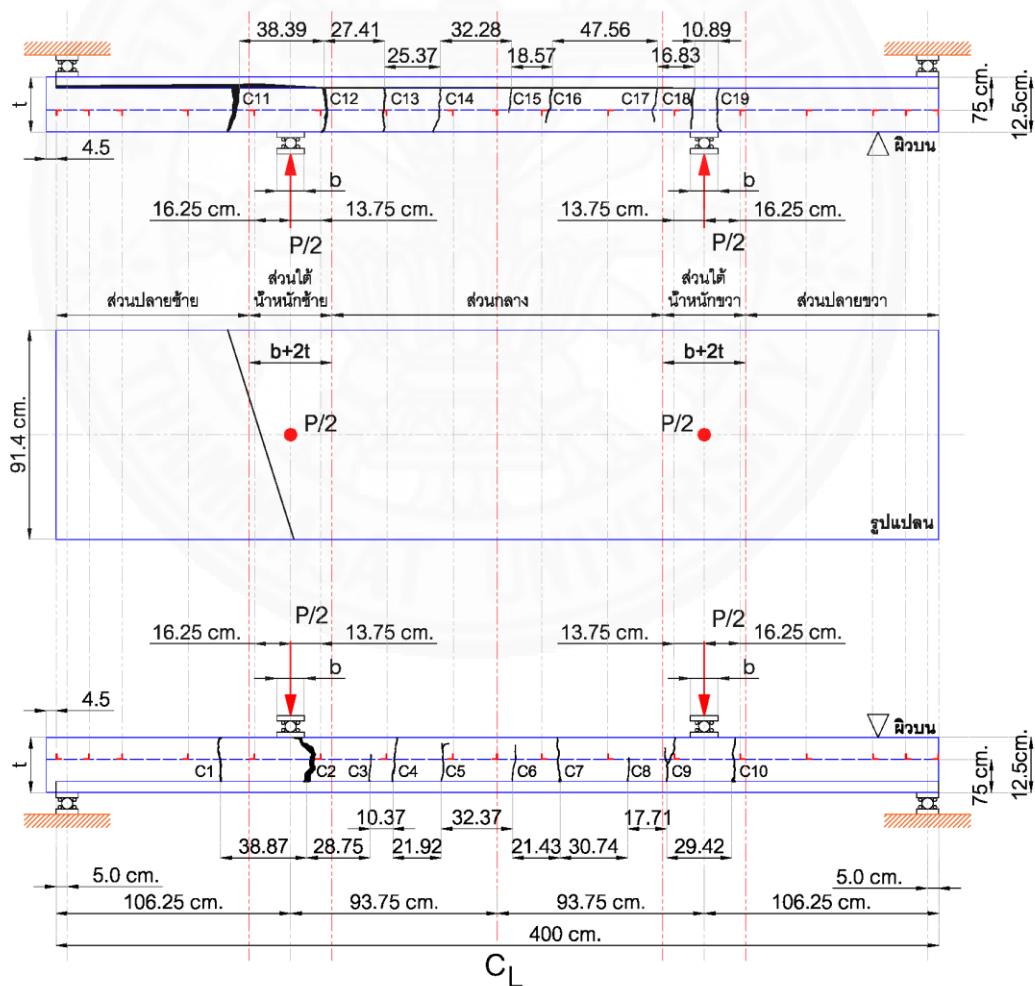 38.39 27.41 32.28 47.56 10.89
25.37 18.57 16.83
t C11 C12 C13 C14 C15 C16 C17 C18 C19 75 cm. 12.5cm.
4.5 ผิวบน
b b
16.25 cm. 13.75 cm. 13.75 cm. 16.25 cm.
P/2 P/2
ส่วนปลายซ้าย ส่วนใต้น้ำหนักซ้าย ส่วนกลาง ส่วนใต้น้ำหนักขวา ส่วนปลายขวา
b+2t b+2t
91.4 cm. P/2 P/2
รูปแปลน
THAMMASAT UNIVERSITY
P/2 P/2
16.25 cm. 13.75 cm. 13.75 cm. 16.25 cm.
b b
4.5 ผิวบน
t C1 C2 C3 C4 C5 C6 C7 C8 C9 C10 75 cm. 12.5cm.
10.37 32.37 17.71
38.87 28.75 21.92 21.43 30.74 29.42
5.0 cm. 5.0 cm.
106.25 cm. 93.75 cm. 93.75 cm. 106.25 cm.
400 cm.
CL